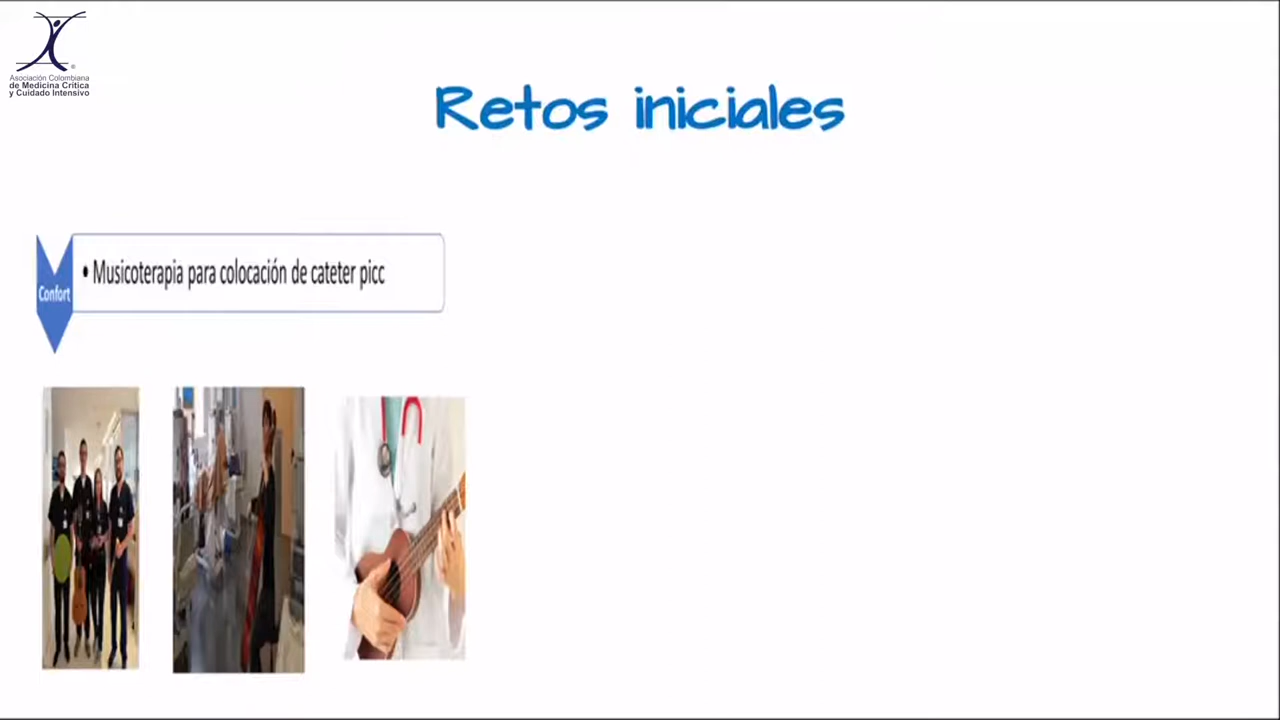 Asociación Colombiana
de Medicina Crítica
y Cuidado Intensivo
Retos iniciales
Confort
• Musicoterapia para colocación de cateter picc